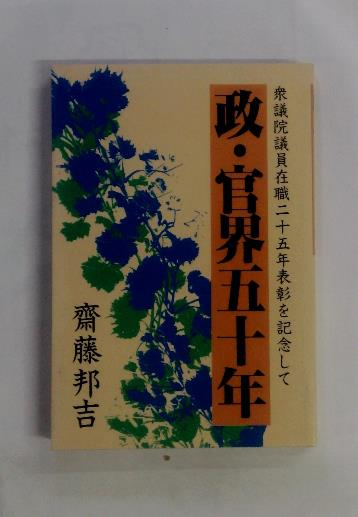 衆議院議員在職二十五年表彰を記念して
政・官界五十年
齋藤邦吉